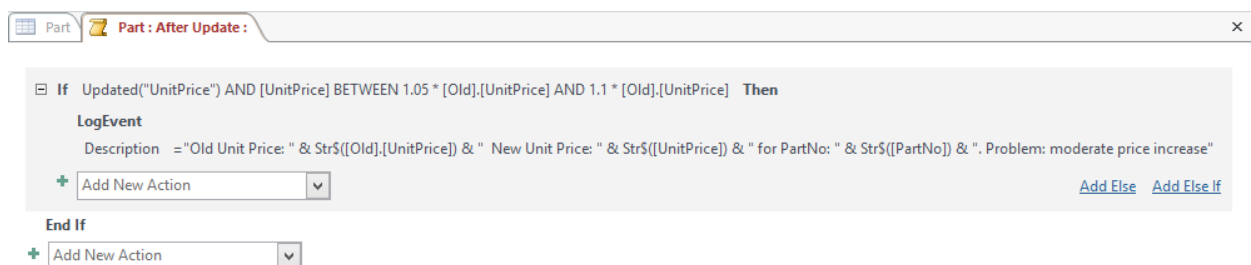 Part Part : After Update : ×
If Updated("UnitPrice") AND [UnitPrice] BETWEEN 1.05 * [Old].[UnitPrice] AND 1.1 * [Old].[UnitPrice] Then
LogEvent
Description ="Old Unit Price: " & Str$([Old].[UnitPrice]) & "  New Unit Price: " & Str$([UnitPrice]) & " for PartNo: " & Str$([PartNo]) & ". Problem: moderate price increase"
Add New Action Add Else Add Else If
End If
Add New Action